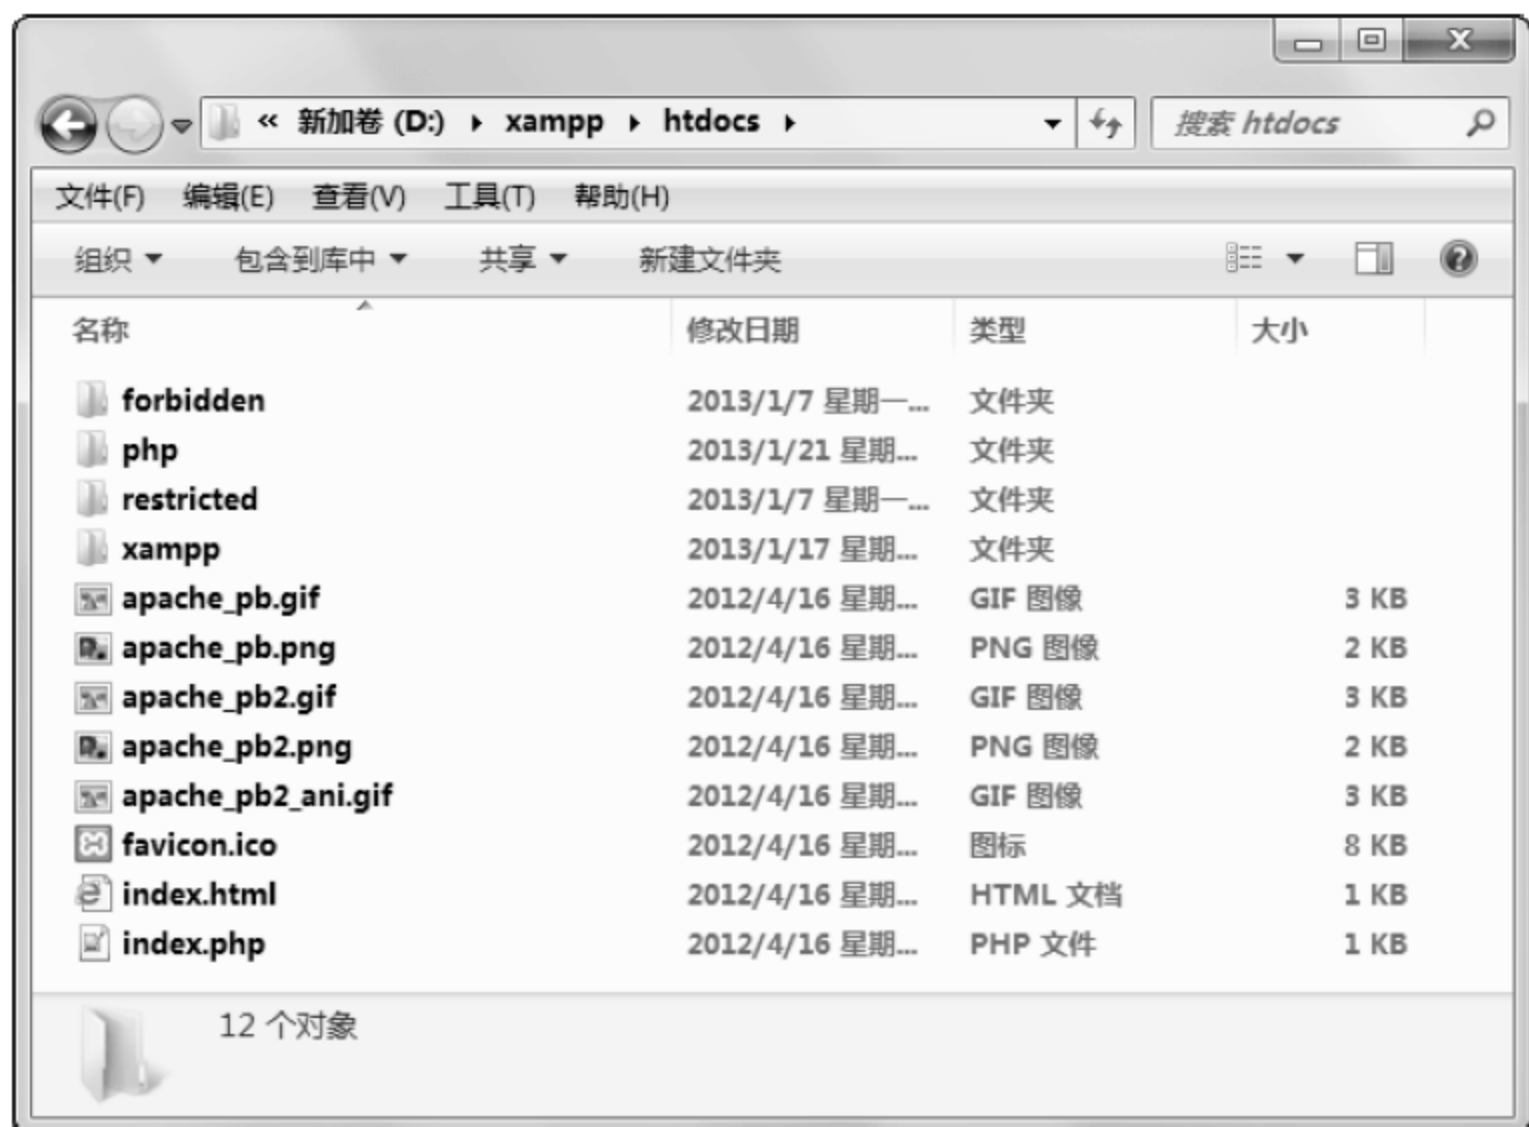 « 新加卷 (D:) ▸ xampp ▸ htdocs ▸ 搜索 htdocs
文件(F) 编辑(E) 查看(V) 工具(T) 帮助(H)
组织 包含到库中 共享 新建文件夹
名称 修改日期 类型 大小
forbidden 2013/1/7 星期一... 文件夹
php 2013/1/21 星期... 文件夹
restricted 2013/1/7 星期一... 文件夹
xampp 2013/1/17 星期... 文件夹
apache_pb.gif 2012/4/16 星期... GIF 图像 3 KB
apache_pb.png 2012/4/16 星期... PNG 图像 2 KB
apache_pb2.gif 2012/4/16 星期... GIF 图像 3 KB
apache_pb2.png 2012/4/16 星期... PNG 图像 2 KB
apache_pb2_ani.gif 2012/4/16 星期... GIF 图像 3 KB
favicon.ico 2012/4/16 星期... 图标 8 KB
index.html 2012/4/16 星期... HTML 文档 1 KB
index.php 2012/4/16 星期... PHP 文件 1 KB
12 个对象